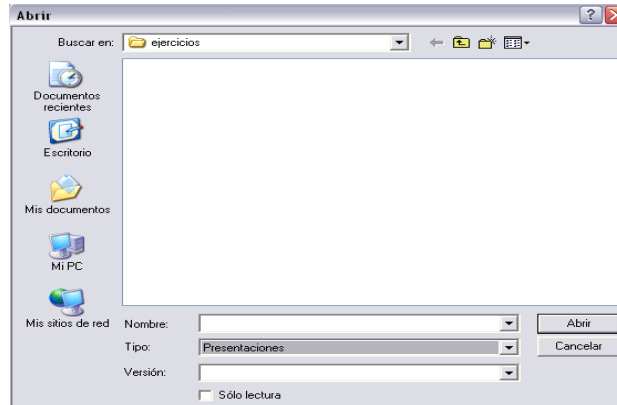 Abrir
Buscar en: ejercicios
Documentos
recientes
Escritorio
Mis documentos
Mi PC
Mis sitios de red
Nombre:
Abrir
Tipo: Presentaciones
Cancelar
Versión:
Sólo lectura